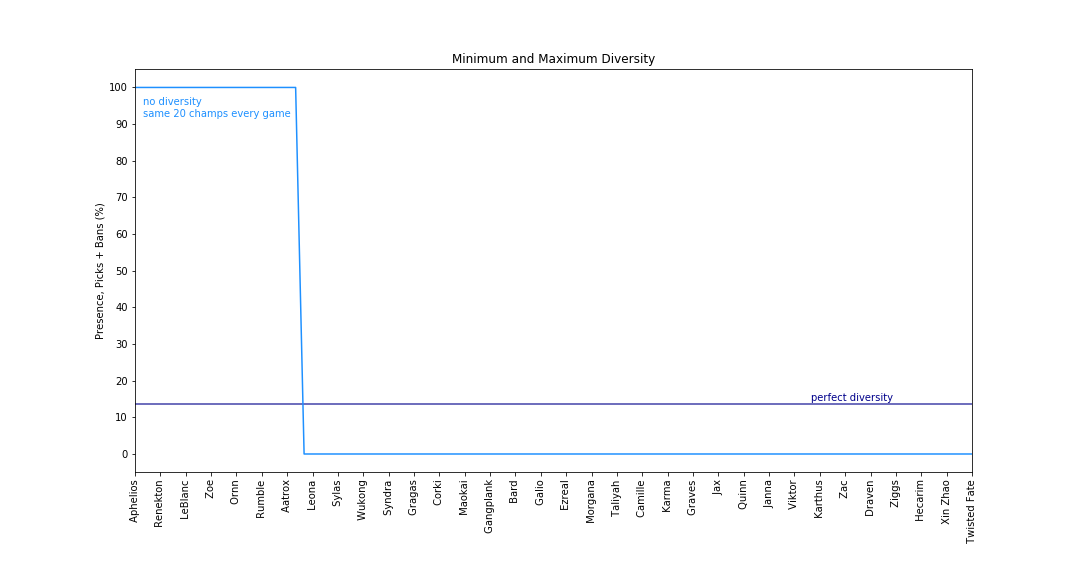 Minimum and Maximum Diversity
Presence, Picks + Bans (%)
100
90
80
70
60
50
40
30
20
10
0
no diversity
same 20 champs every game
perfect diversity
Aphelios
Renekton
LeBlanc
Zoe
Ornn
Rumble
Aatrox
Leona
Sylas
Wukong
Syndra
Gragas
Corki
Maokai
Gangplank
Bard
Galio
Ezreal
Morgana
Taliyah
Camille
Karma
Graves
Jax
Quinn
Janna
Viktor
Karthus
Zac
Draven
Ziggs
Hecarim
Xin Zhao
Twisted Fate